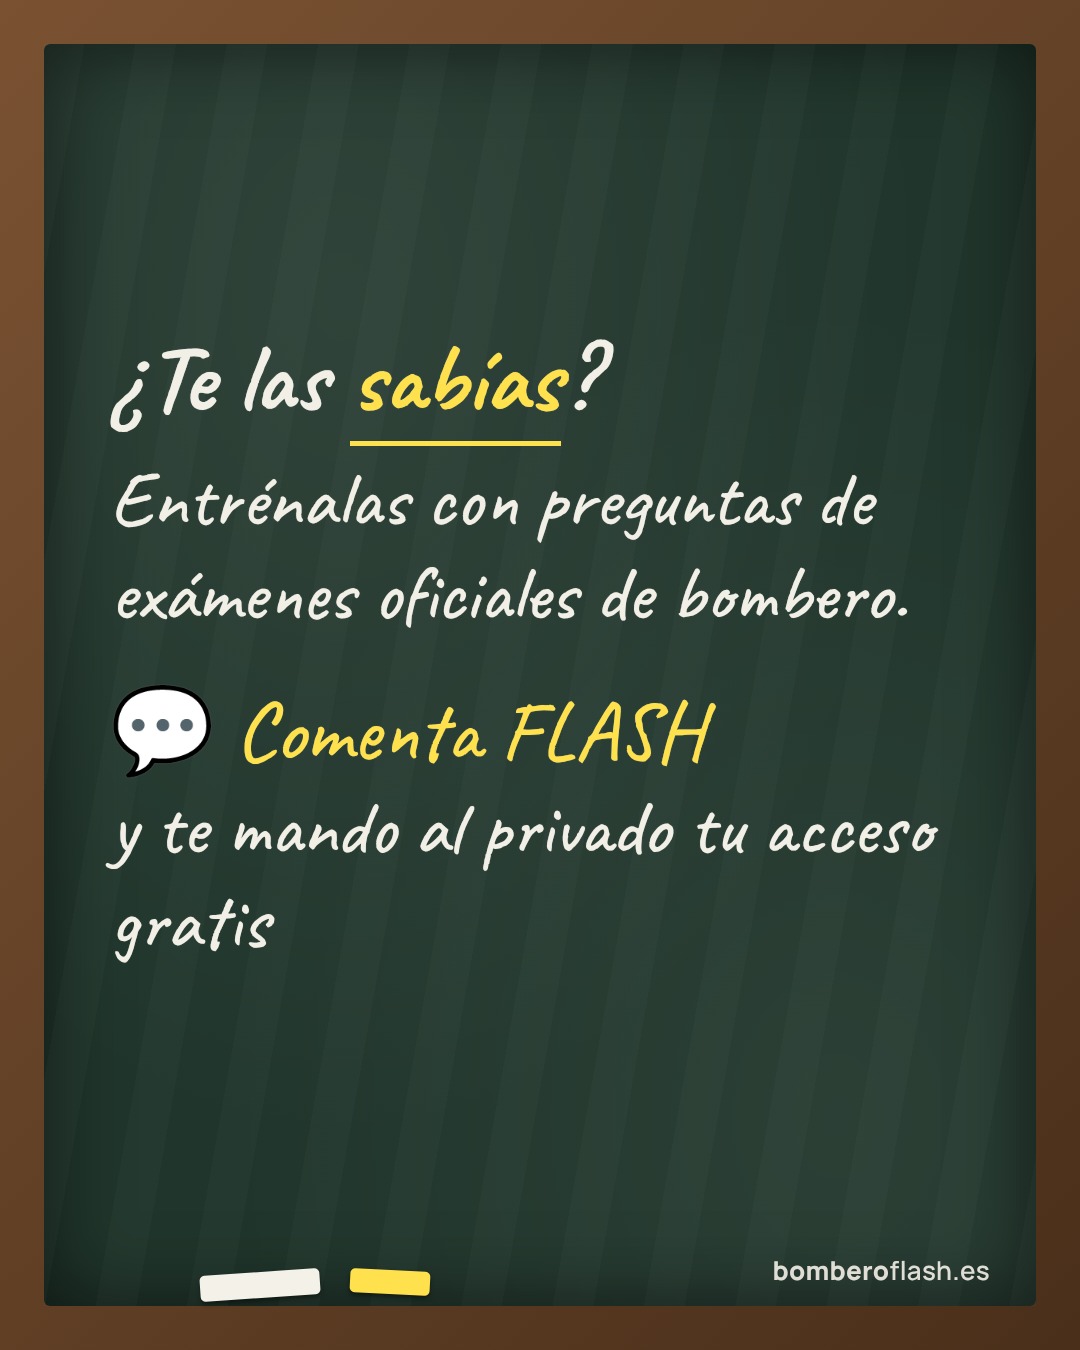 ¿Te las sabías?
Entrénalas con preguntas de
exámenes oficiales de bombero.
💬 Comenta FLASH
y te mando al privado tu acceso
gratis
bomberoflash.es